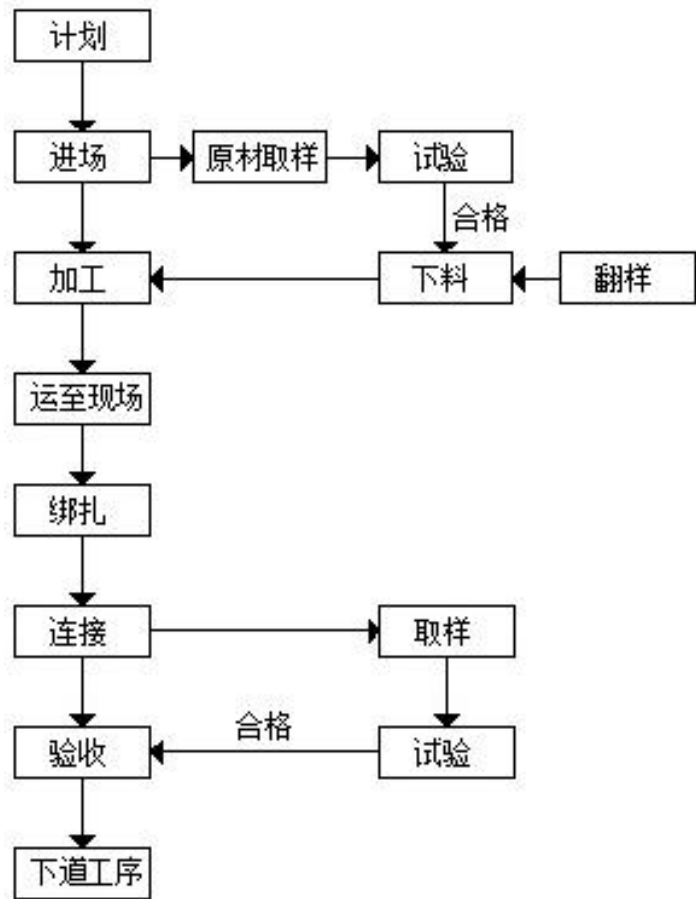 计划
进场
原材取样
试验
合格
加工
下料
翻样
运至现场
绑扎
连接
取样
合格
验收
试验
下道工序